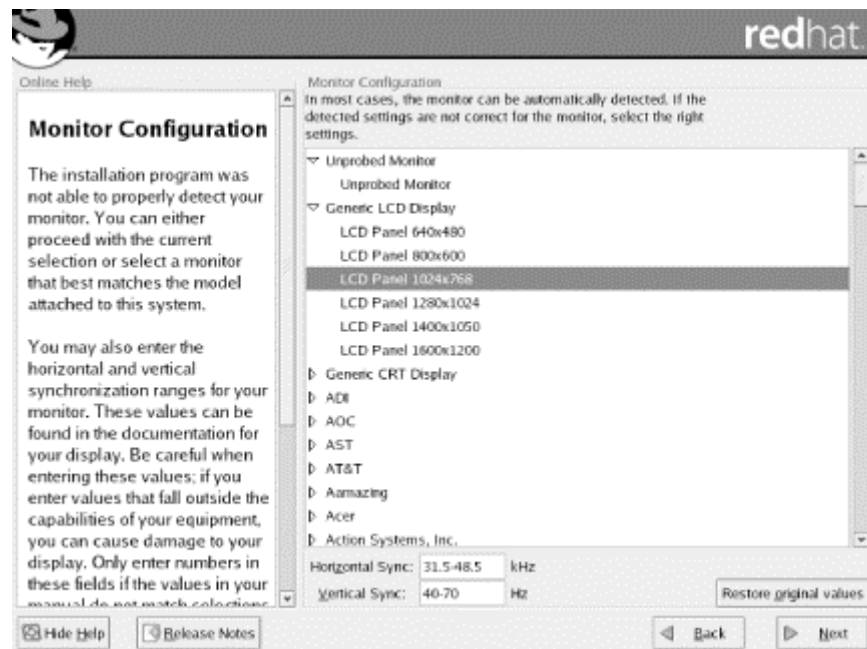 redhat.
Online Help
Monitor Configuration
The installation program was
not able to properly detect your
monitor. You can either
proceed with the current
selection or select a monitor
that best matches the model
attached to this system.
You may also enter the
horizontal and vertical
synchronization ranges for your
monitor. These values can be
found in the documentation for
your display. Be careful when
entering these values; if you
enter values that fall outside the
capabilities of your equipment,
you can cause damage to your
display. Only enter numbers in
these fields if the values in your
manual do not match selections
Monitor Configuration
In most cases, the monitor can be automatically detected. If the
detected settings are not correct for the monitor, select the right
settings.
Unprobed Monitor
Unprobed Monitor
Generic LCD Display
LCD Panel 640x480
LCD Panel 800x600
LCD Panel 1024x768
LCD Panel 1280x1024
LCD Panel 1400x1050
LCD Panel 1600x1200
Generic CRT Display
ADI
AOC
AST
AT&T
Aamazing
Acer
Action Systems, Inc.
Horizontal Sync: 31.5-48.5 kHz
Vertical Sync: 40-70 Hz
Restore original values
Hide Help
Release Notes
Back
Next